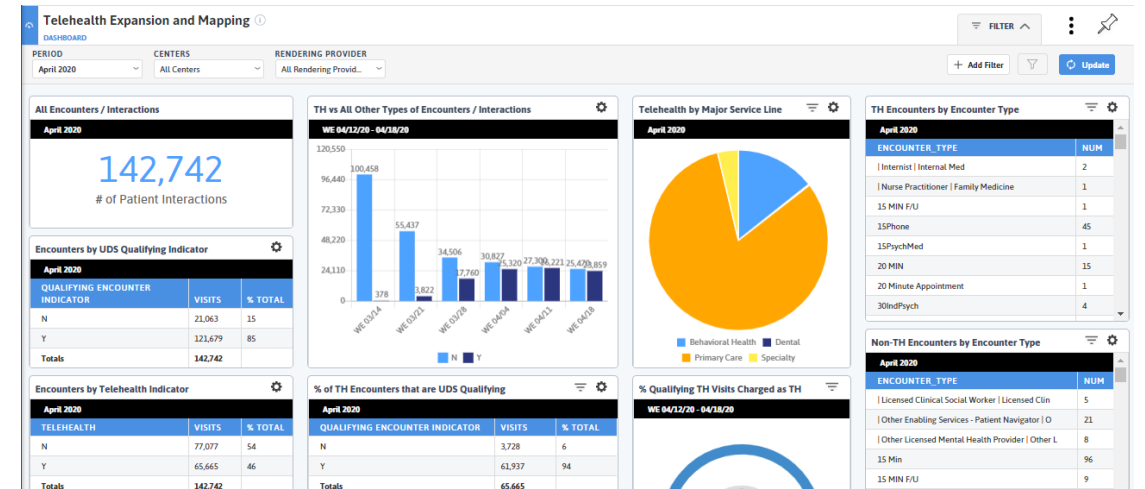 Telehealth Expansion and Mapping
DASHBOARD
FILTER
PERIOD
CENTERS
RENDERING PROVIDER
April 2020
All Centers
All Rendering Provid...
+ Add Filter
Update
All Encounters / Interactions
April 2020
142,742
# of Patient Interactions
Encounters by UDS Qualifying Indicator
April 2020
QUALIFYING ENCOUNTER
INDICATOR VISITS % TOTAL
N 21,063 15
Y 121,679 85
Totals 142,742
Encounters by Telehealth Indicator
April 2020
TELEHEALTH VISITS % TOTAL
N 77,077 54
Y 65,665 46
Totals 142,742
TH vs All Other Types of Encounters / Interactions
WE 04/12/20 - 04/18/20
120,550
96,440
72,330
48,220
24,110
0
100,458
378
55,437
3,822
34,506
17,760
30,827
25,320
27,300
26,221
25,470
23,859
WE 03/14
WE 03/21
WE 03/28
WE 04/04
WE 04/11
WE 04/18
N Y
% of TH Encounters that are UDS Qualifying
April 2020
QUALIFYING ENCOUNTER INDICATOR VISITS % TOTAL
N 3,728 6
Y 61,937 94
Totals 65,665
Telehealth by Major Service Line
April 2020
Behavioral Health Dental
Primary Care Specialty
% Qualifying TH Visits Charged as TH
WE 04/12/20 - 04/18/20
TH Encounters by Encounter Type
April 2020
ENCOUNTER_TYPE NUM
| Internist | Internal Med 2
| Nurse Practitioner | Family Medicine 1
15 MIN F/U 1
15Phone 45
15PsychMed 1
20 MIN 15
20 Minute Appointment 1
30IndPsych 4
Non-TH Encounters by Encounter Type
April 2020
ENCOUNTER_TYPE NUM
| Licensed Clinical Social Worker | Licensed Clin 5
| Other Enabling Services - Patient Navigator | O 21
| Other Licensed Mental Health Provider | Other L 8
15 Min 96
15 MIN F/U 9